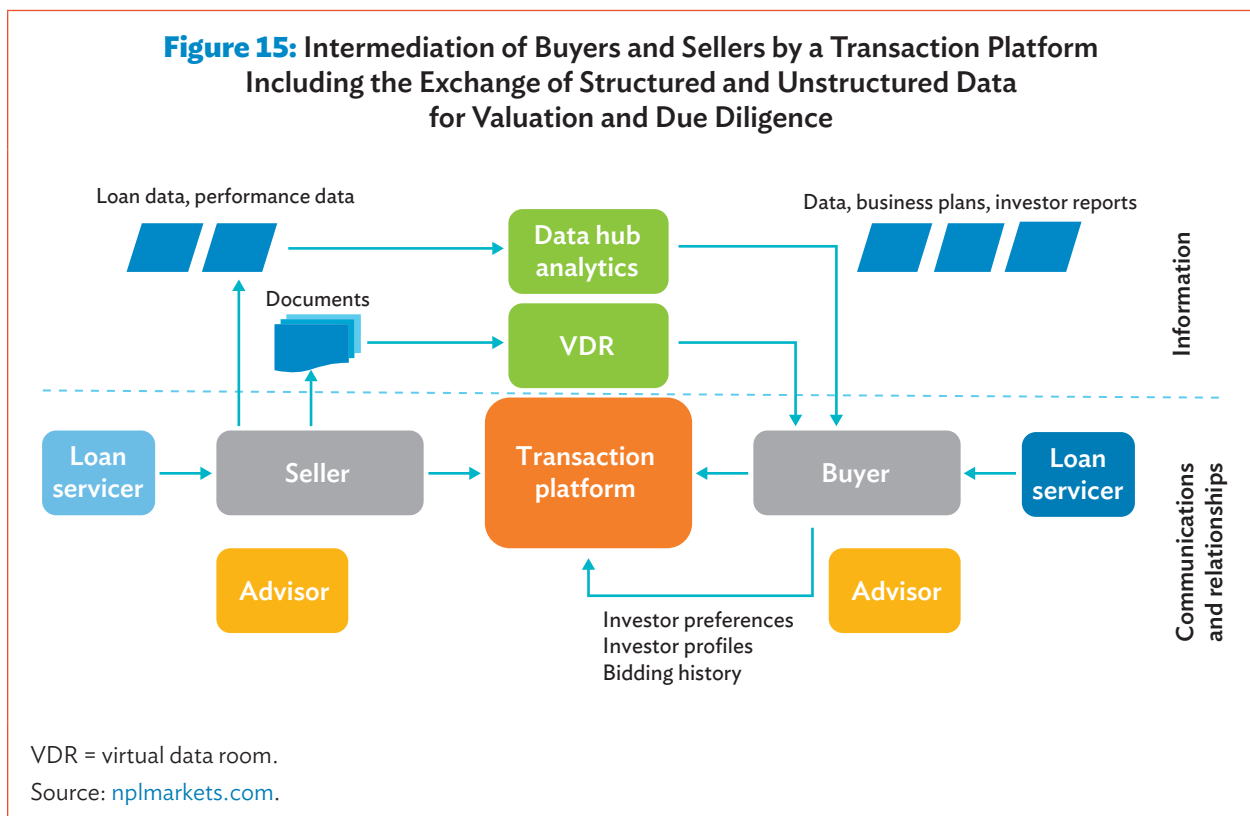 Figure 15: Intermediation of Buyers and Sellers by a Transaction Platform
Including the Exchange of Structured and Unstructured Data
for Valuation and Due Diligence
Loan data, performance data
Data, business plans, investor reports
Data hub
analytics
Documents
VDR
Information
Loan
servicer
Seller
Transaction
platform
Buyer
Loan
servicer
Advisor
Advisor
Communications
and relationships
Investor preferences
Investor profiles
Bidding history
VDR = virtual data room.
Source: nplmarkets.com.